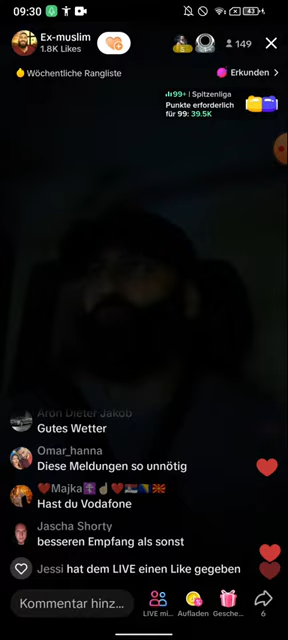 09:30
43
Ex-muslim
1.8K Likes
149
Wöchentliche Rangliste
Erkunden
99+ | Spitzenliga
Punkte erforderlich
für 99: 39.5K
Aron Dieter Jakob
Gutes Wetter
Omar_hanna
Diese Meldungen so unnötig
❤️Majka✝️☝️❤️🇷🇸🇧🇦🇲🇰
Hast du Vodafone
Jascha Shorty
besseren Empfang als sonst
Jessi hat dem LIVE einen Like gegeben
Kommentar hinz...
LIVE mi...
Aufladen
Gesche...
6